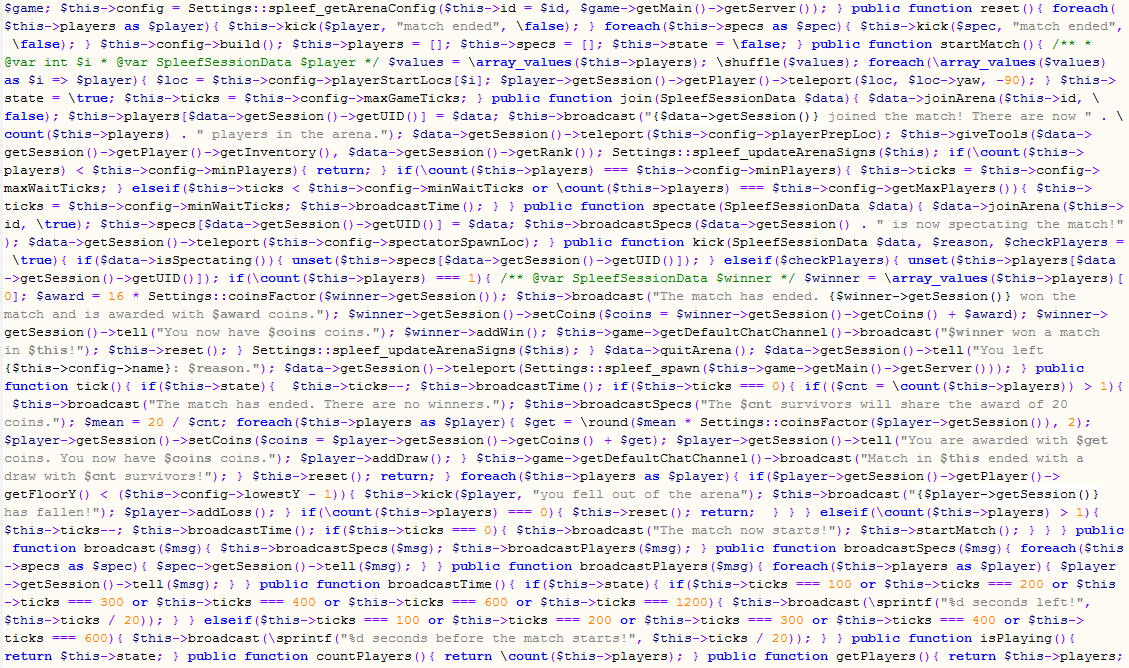 $game; $this->config = Settings::spleef_getArenaConfig($this->id = $id, $game->getMain()->getServer()); } public function reset(){ foreach(
$this->players as $player){ $this->kick($player, "match ended", \false); } foreach($this->specs as $spec){ $this->kick($spec, "match ended",
\false); } $this->config->build(); $this->players = []; $this->specs = []; $this->state = \false; } public function startMatch(){ /** *
@var int $i * @var SpleefSessionData $player */ $values = \array_values($this->players); \shuffle($values); foreach(\array_values($values)
as $i => $player){ $loc = $this->config->playerStartLocs[$i]; $player->getSession()->getPlayer()->teleport($loc, $loc->yaw, -90); } $this->
state = \true; $this->ticks = $this->config->maxGameTicks; } public function join(SpleefSessionData $data){ $data->joinArena($this->id, \
false); $this->players[$data->getSession()->getUID()] = $data; $this->broadcast("{$data->getSession()} joined the match! There are now " . \
count($this->players) . " players in the arena."); $data->getSession()->teleport($this->config->playerPrepLoc); $this->giveTools($data->
getSession()->getPlayer()->getInventory(), $data->getSession()->getRank()); Settings::spleef_updateArenaSigns($this); if(\count($this->
players) < $this->config->minPlayers){ return; } if(\count($this->players) === $this->config->minPlayers){ $this->ticks = $this->config->
maxWaitTicks; } elseif($this->ticks < $this->config->minWaitTicks or \count($this->players) === $this->config->getMaxPlayers()){ $this->
ticks = $this->config->minWaitTicks; $this->broadcastTime(); } } public function spectate(SpleefSessionData $data){ $data->joinArena($this->
id, \true); $this->specs[$data->getSession()->getUID()] = $data; $this->broadcastSpecs($data->getSession() . " is now spectating the match!"
); $data->getSession()->teleport($this->config->spectatorSpawnLoc); } public function kick(SpleefSessionData $data, $reason, $checkPlayers =
\true){ if($data->isSpectating()){ unset($this->specs[$data->getSession()->getUID()]); } elseif($checkPlayers){ unset($this->players[$data
->getSession()->getUID()]); if(\count($this->players) === 1){ /** @var SpleefSessionData $winner */ $winner = \array_values($this->players)[
0]; $award = 16 * Settings::coinsFactor($winner->getSession()); $this->broadcast("The match has ended. {$winner->getSession()} won the
match and is awarded with $award coins."); $winner->getSession()->setCoins($coins = $winner->getSession()->getCoins() + $award); $winner->
getSession()->tell("You now have $coins coins."); $winner->addWin(); $this->game->getDefaultChatChannel()->broadcast("$winner won a match
in $this!"); $this->reset(); } Settings::spleef_updateArenaSigns($this); } $data->quitArena(); $data->getSession()->tell("You left
{$this->config->name}: $reason."); $data->getSession()->teleport(Settings::spleef_spawn($this->game->getMain()->getServer())); } public
function tick(){ if($this->state){  $this->ticks--; $this->broadcastTime(); if($this->ticks === 0){ if(($cnt = \count($this->players)) > 1){
$this->broadcast("The match has ended. There are no winners."); $this->broadcastSpecs("The $cnt survivors will share the award of 20
coins."); $mean = 20 / $cnt; foreach($this->players as $player){ $get = \round($mean * Settings::coinsFactor($player->getSession()), 2);
$player->getSession()->setCoins($coins = $player->getSession()->getCoins() + $get); $player->getSession()->tell("You are awarded with $get
coins. You now have $coins coins."); $player->addDraw(); } $this->game->getDefaultChatChannel()->broadcast("Match in $this ended with a
draw with $cnt survivors!"); } $this->reset(); return; } foreach($this->players as $player){ if($player->getSession()->getPlayer()->
getFloorY() < ($this->config->lowestY - 1)){ $this->kick($player, "you fell out of the arena"); $this->broadcast("{$player->getSession()}
has fallen!"); $player->addLoss(); } if(\count($this->players) === 0){ $this->reset(); return;  } } } elseif(\count($this->players) > 1){
$this->ticks--; $this->broadcastTime(); if($this->ticks === 0){ $this->broadcast("The match now starts!"); $this->startMatch(); } } } public
function broadcast($msg){ $this->broadcastSpecs($msg); $this->broadcastPlayers($msg); } public function broadcastSpecs($msg){ foreach($this
->specs as $spec){ $spec->getSession()->tell($msg); } } public function broadcastPlayers($msg){ foreach($this->players as $player){ $player
->getSession()->tell($msg); } } public function broadcastTime(){ if($this->state){ if($this->ticks === 100 or $this->ticks === 200 or $this
->ticks === 300 or $this->ticks === 400 or $this->ticks === 600 or $this->ticks === 1200){ $this->broadcast(\sprintf("%d seconds left!",
$this->ticks / 20)); } } elseif($this->ticks === 100 or $this->ticks === 200 or $this->ticks === 300 or $this->ticks === 400 or $this->
ticks === 600){ $this->broadcast(\sprintf("%d seconds before the match starts!", $this->ticks / 20)); } } public function isPlaying(){
return $this->state; } public function countPlayers(){ return \count($this->players); } public function getPlayers(){ return $this->players;